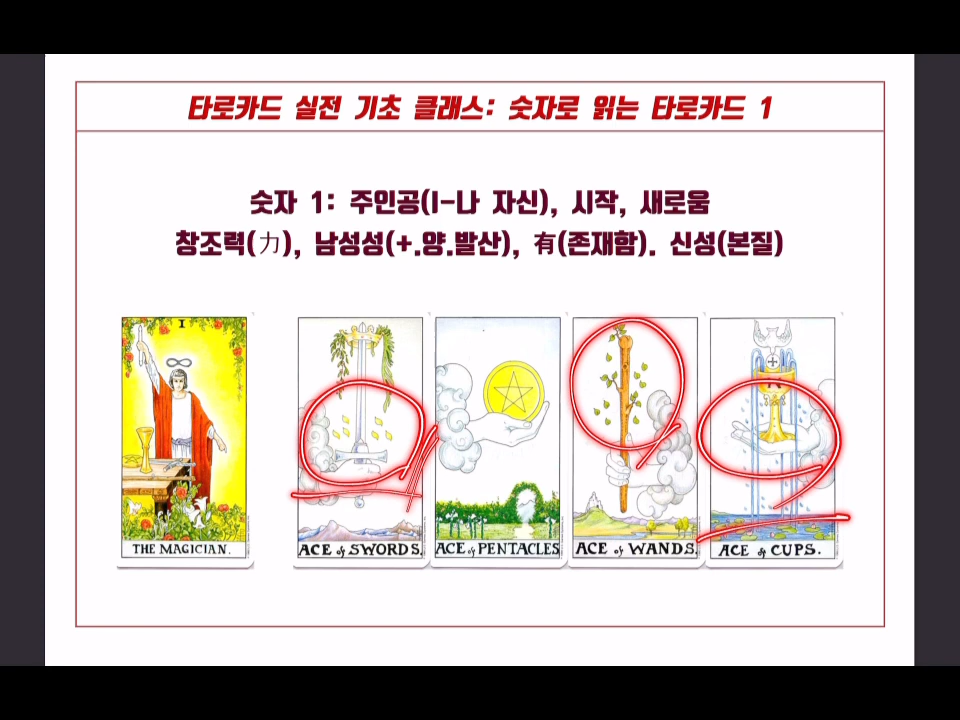 타로카드 실전 기초 클래스: 숫자로 읽는 타로카드 1
숫자 1: 주인공(I-나 자신), 시작, 새로움
창조력(力), 남성성(+.양.발산), 有(존재함). 신성(본질)
I
THE MAGICIAN.
ACE of SWORDS.
ACE of PENTACLES
ACE of WANDS.
ACE of CUPS.